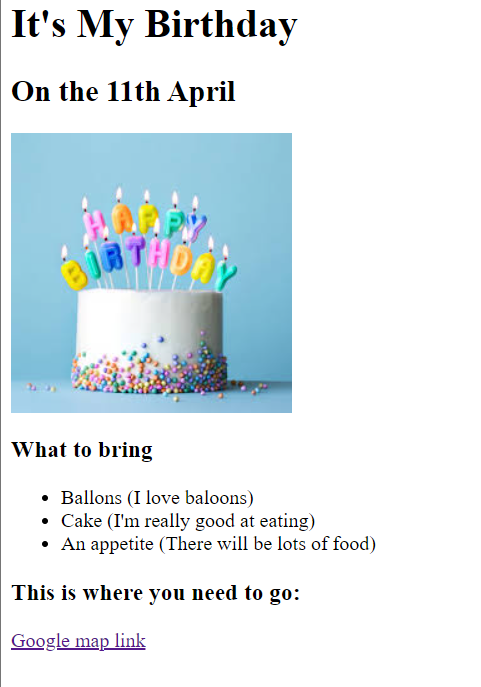 It's My Birthday
On the 11th April
HAPPY
BIRTHDAY
What to bring
Ballons (I love baloons)
Cake (I'm really good at eating)
An appetite (There will be lots of food)
This is where you need to go:
Google map link